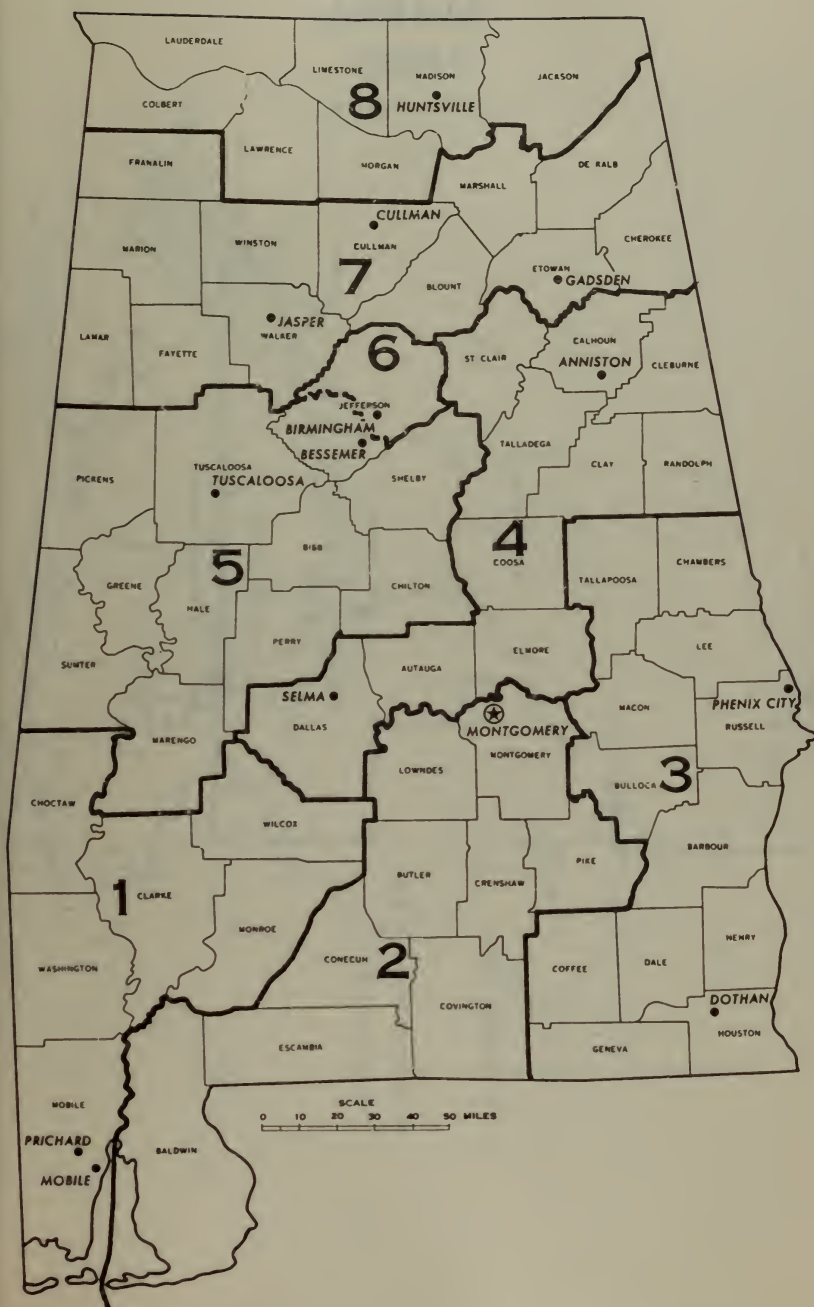 LAUDERDALE
LIMESTONE
MADISON
JACKSON
8
HUNTSVILLE
COLBERT
LAWRENCE
FRANALIN
MORGAN
DE KALB
MARSHALL
CULLMAN
CHEROKEE
MARION
WINSTON
CULLMAN
7
ETOWAN
GADSDEN
BLOUNT
JASPER
WALKER
LAMAR
FAYETTE
6
ST CLAIR
CALHOUN
ANNISTON
CLEBURNE
JEFFEPSON
BIRMINGHAM
BESSEMER
TALLADEGA
TUSCALOOSA
TUSCALOOSA
PICKENS
SHELBY
CLAY
RANDOLPH
4
COOSA
BIBB
5
GREENE
HALE
CHILTON
TALLAPOOSA
CHAMBERS
PERRY
LEE
SUMTER
AUTAUGA
ELMORE
SELMA
DALLAS
MACON
PHENIX CITY
RUSSELL
MONTGOMERY
MONTGOMERY
MARENGO
LOWNDES
BULLOCA
3
CHOCTAW
WILCOX
BARBOUR
PIKE
BUTLER
CRENSHAW
1
CLARKE
MONROE
HENRY
WASHINGTON
CONECUH
2
COFFEE
DALE
COVINGTON
DOTHAN
HOUSTON
ESCAMBIA
GENEVA
MOBILE
SCALE
0 10 20 30 40 50 MILES
PRICHARD
BALDWIN
MOBILE